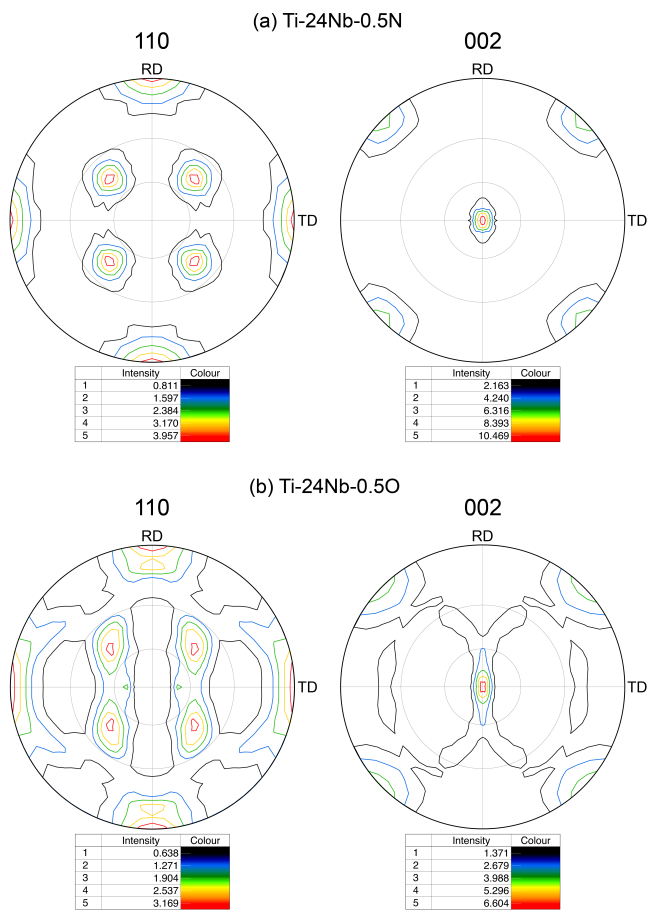 (a) Ti-24Nb-0.5N
110 002
RD RD
TD TD
Intensity Colour Intensity Colour
1 0.811 1 2.163
2 1.597 2 4.240
3 2.384 3 6.316
4 3.170 4 8.393
5 3.957 5 10.469
(b) Ti-24Nb-0.5O
110 002
RD RD
TD TD
Intensity Colour Intensity Colour
1 0.638 1 1.371
2 1.271 2 2.679
3 1.904 3 3.988
4 2.537 4 5.296
5 3.169 5 6.604